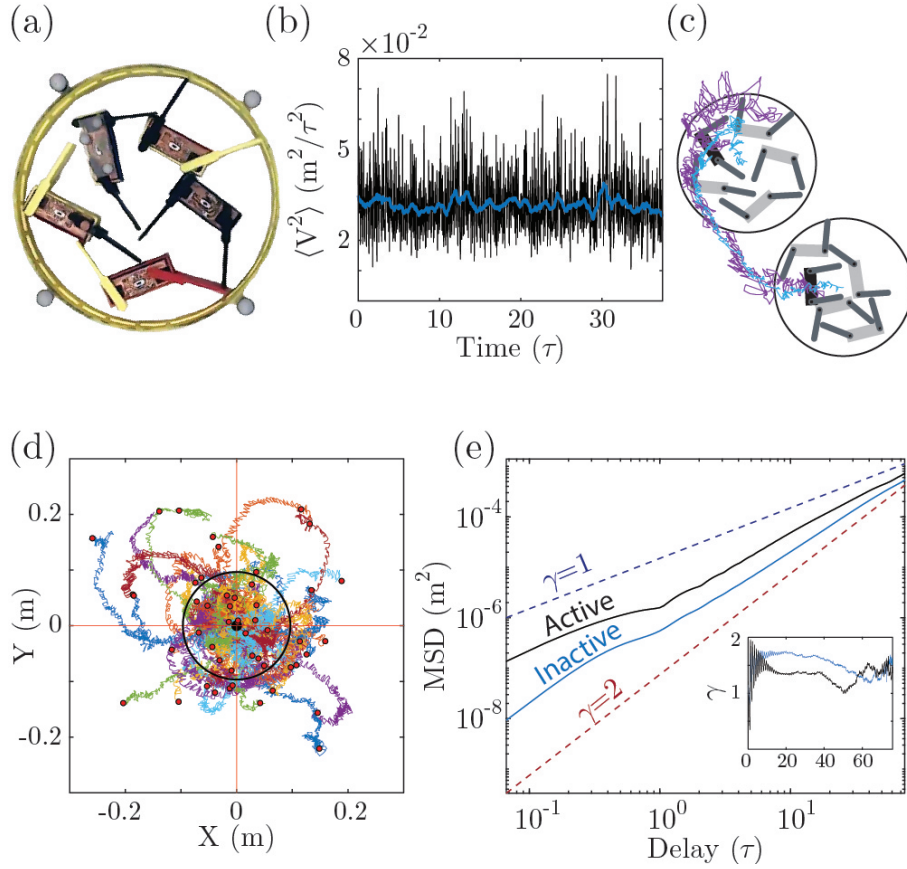 (a)
(b)
(c)
×10⁻²
8
5
2
⟨V²⟩ (m²/τ²)
0
10
20
30
Time (τ)
(d)
(e)
0.2
0
-0.2
Y (m)
-0.2
0
0.2
X (m)
10⁻⁴
10⁻⁶
10⁻⁸
MSD (m²)
γ=1
Active
Inactive
γ=2
2
1
γ
0
20
40
60
10⁻¹
10⁰
10¹
Delay (τ)